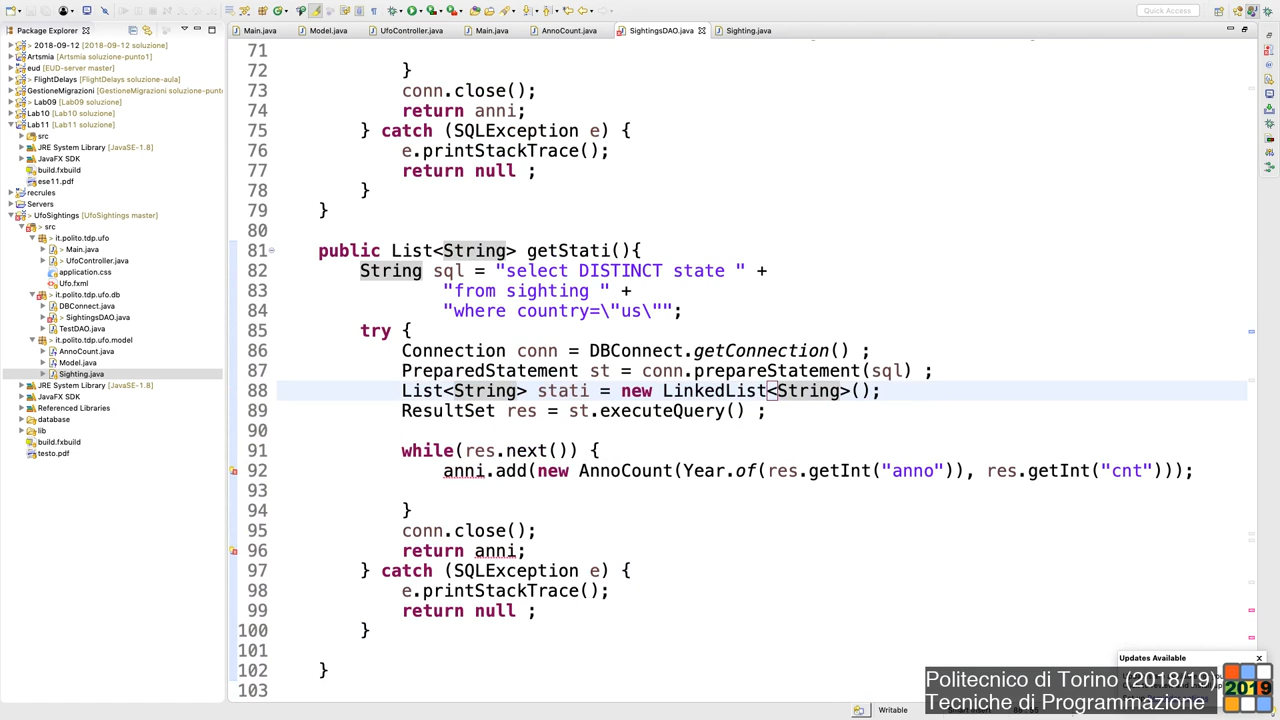 Quick Access
Package Explorer
Main.java
Model.java
UfoController.java
Main.java
AnnoCount.java
SightingsDAO.java
Sighting.java
> 2018-09-12 [2018-09-12 soluzione]
Artsmia [Artsmia soluzione-punto1]
eud [EUD-server master]
FlightDelays [FlightDelays soluzione-aula]
GestioneMigrazioni [GestioneMigrazioni soluzione-punto
> Lab09 [Lab09 soluzione]
Lab10 [Lab10 soluzione]
Lab11 [Lab11 soluzione]
src
JRE System Library [JavaSE-1.8]
JavaFX SDK
build.fxbuild
ese11.pdf
recrules
Servers
> UfoSightings [UfoSightings master]
> src
> it.polito.tdp.ufo
> Main.java
> UfoController.java
application.css
> Ufo.fxml
> it.polito.tdp.ufo.db
DBConnect.java
> SightingsDAO.java
TestDAO.java
> it.polito.tdp.ufo.model
AnnoCount.java
> Model.java
Sighting.java
JRE System Library [JavaSE-1.8]
JavaFX SDK
Referenced Libraries
database
lib
build.fxbuild
testo.pdf
71
72 }
73 conn.close();
74 return anni;
75 } catch (SQLException e) {
76 e.printStackTrace();
77 return null ;
78 }
79 }
80
81 public List<String> getStati(){
82 String sql = "select DISTINCT state " +
83 "from sighting " +
84 "where country=\"us\"";
85 try {
86 Connection conn = DBConnect.getConnection() ;
87 PreparedStatement st = conn.prepareStatement(sql) ;
88 List<String> stati = new LinkedList<String>();
89 ResultSet res = st.executeQuery() ;
90
91 while(res.next()) {
92 anni.add(new AnnoCount(Year.of(res.getInt("anno")), res.getInt("cnt")));
93
94 }
95 conn.close();
96 return anni;
97 } catch (SQLException e) {
98 e.printStackTrace();
99 return null ;
100 }
101
102 }
103
Updates Available
Politecnico di Torino (2018/19)
Tecniche di Programmazione
2019
Writable